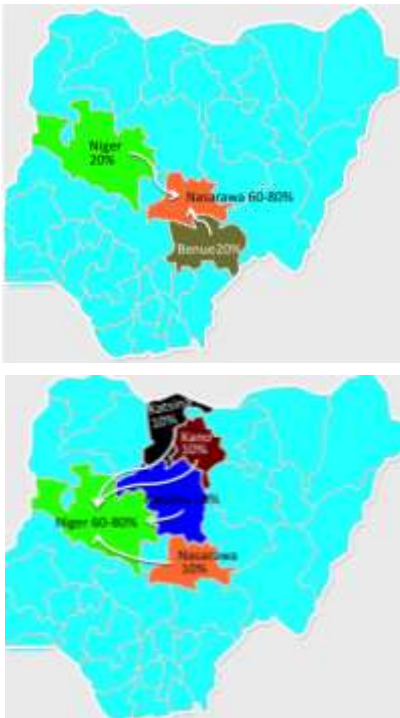 Niger
20%
Nasarawa 60-80%
Benue20%
Katsina
10%
Kano
10%
Niger 60-80%
Nasarawa
10%